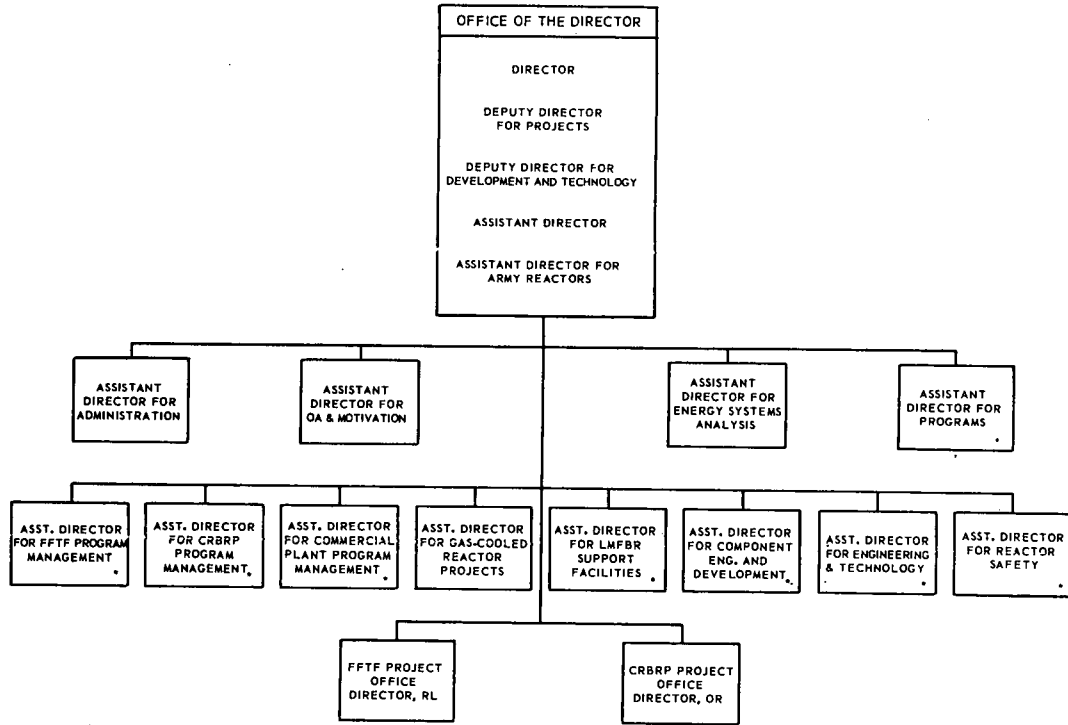 OFFICE OF THE DIRECTOR
DIRECTOR
DEPUTY DIRECTOR
FOR PROJECTS
DEPUTY DIRECTOR FOR
DEVELOPMENT AND TECHNOLOGY
ASSISTANT DIRECTOR
ASSISTANT DIRECTOR FOR
ARMY REACTORS
ASSISTANT
DIRECTOR FOR
ADMINISTRATION
ASSISTANT
DIRECTOR FOR
QA & MOTIVATION
ASSISTANT
DIRECTOR FOR
ENERGY SYSTEMS
ANALYSIS
ASSISTANT
DIRECTOR FOR
PROGRAMS
ASST. DIRECTOR
FOR FFTF PROGRAM
MANAGEMENT
ASST. DIRECTOR
FOR CRBRP
PROGRAM
MANAGEMENT
ASST. DIRECTOR
FOR COMMERCIAL
PLANT PROGRAM
MANAGEMENT
ASST. DIRECTOR
FOR GAS-COOLED
REACTOR
PROJECTS
ASST. DIRECTOR
FOR LMFBR
SUPPORT
FACILITIES
ASST. DIRECTOR
FOR COMPONENT
ENG. AND
DEVELOPMENT
ASST. DIRECTOR
FOR ENGINEERING
& TECHNOLOGY
ASST. DIRECTOR
FOR REACTOR
SAFETY
FFTF PROJECT
OFFICE
DIRECTOR, RL
CRBRP PROJECT
OFFICE
DIRECTOR, OR